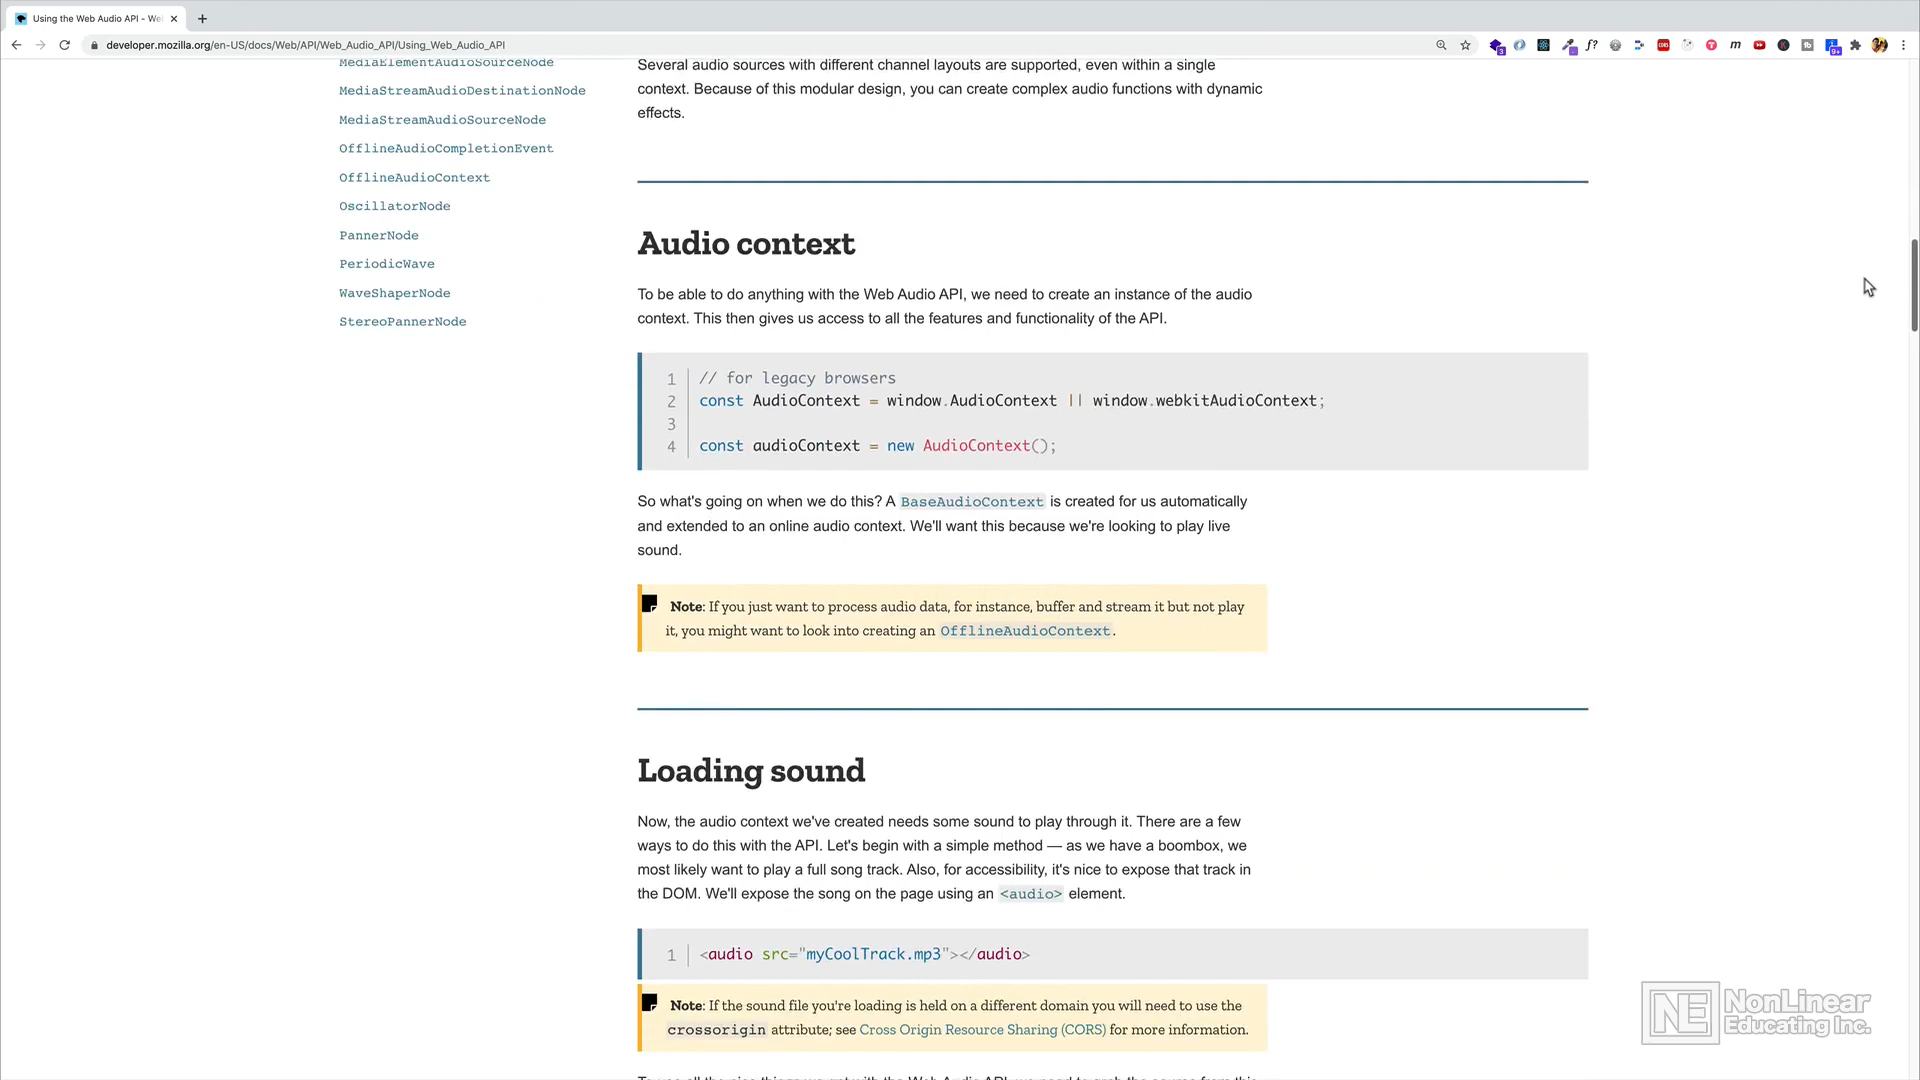 Using the Web Audio API - We
developer.mozilla.org/en-US/docs/Web/API/Web_Audio_API/Using_Web_Audio_API
MediaElementAudioSourceNode
MediaStreamAudioDestinationNode
MediaStreamAudioSourceNode
OfflineAudioCompletionEvent
OfflineAudioContext
OscillatorNode
PannerNode
PeriodicWave
WaveShaperNode
StereoPannerNode
Several audio sources with different channel layouts are supported, even within a single
context. Because of this modular design, you can create complex audio functions with dynamic
effects.
Audio context
To be able to do anything with the Web Audio API, we need to create an instance of the audio
context. This then gives us access to all the features and functionality of the API.
1 // for legacy browsers
2 const AudioContext = window.AudioContext || window.webkitAudioContext;
3
4 const audioContext = new AudioContext();
So what's going on when we do this? A BaseAudioContext is created for us automatically
and extended to an online audio context. We'll want this because we're looking to play live
sound.
Note: If you just want to process audio data, for instance, buffer and stream it but not play
it, you might want to look into creating an OfflineAudioContext.
Loading sound
Now, the audio context we've created needs some sound to play through it. There are a few
ways to do this with the API. Let's begin with a simple method — as we have a boombox, we
most likely want to play a full song track. Also, for accessibility, it's nice to expose that track in
the DOM. We'll expose the song on the page using an <audio> element.
1 <audio src="myCoolTrack.mp3"></audio>
Note: If the sound file you're loading is held on a different domain you will need to use the
crossorigin attribute; see Cross Origin Resource Sharing (CORS) for more information.
NE NonLinear
Educating Inc.